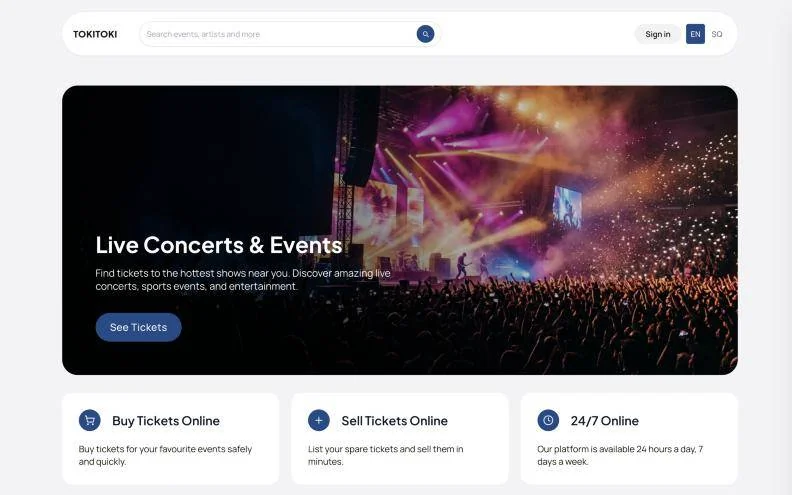 TOKITOKI
Search events, artists and more
Sign in
EN
SQ
Live Concerts & Events
Find tickets to the hottest shows near you. Discover amazing live
concerts, sports events, and entertainment.
See Tickets
Buy Tickets Online
Buy tickets for your favourite events safely
and quickly.
Sell Tickets Online
List your spare tickets and sell them in
minutes.
24/7 Online
Our platform is available 24 hours a day, 7
days a week.